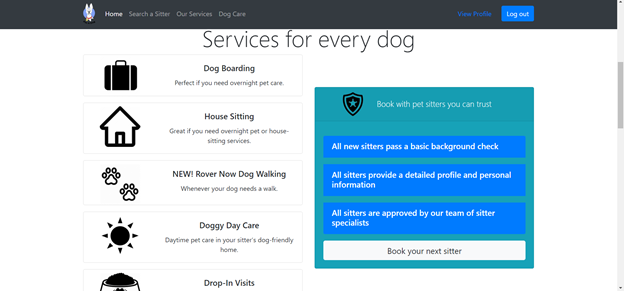 Home Search a Sitter Our Services Dog Care View Profile Log out
Services for every dog
Dog Boarding
Perfect if you need overnight pet care.
House Sitting
Great if you need overnight pet or house-
sitting services.
NEW! Rover Now Dog Walking
Whenever your dog needs a walk.
Doggy Day Care
Daytime pet care in your sitter's dog-friendly
home.
Drop-In Visits
Book with pet sitters you can trust
All new sitters pass a basic background check
All sitters provide a detailed profile and personal
information
All sitters are approved by our team of sitter
specialists
Book your next sitter